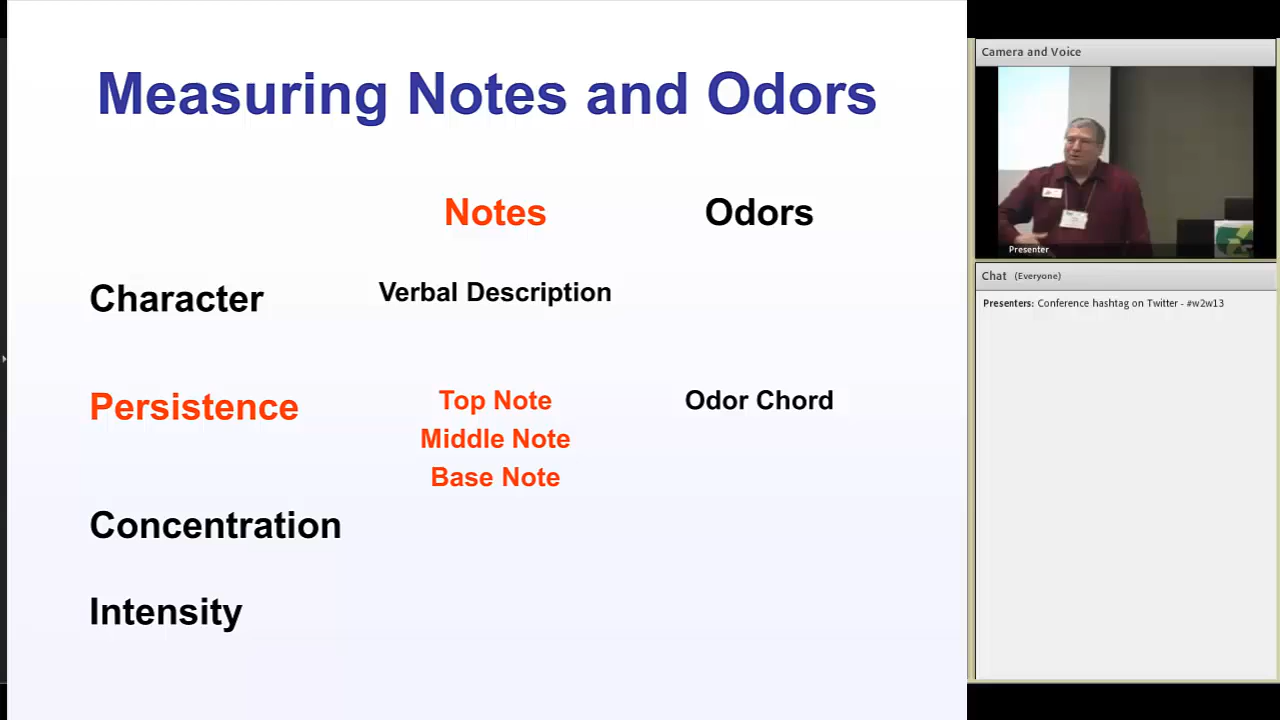 Measuring Notes and Odors
Notes Odors
Character Verbal Description
Persistence Top Note Odor Chord
Middle Note
Base Note
Concentration
Intensity
Camera and Voice
Presenter
Chat (Everyone)
Presenters: Conference hashtag on Twitter - #w2w13